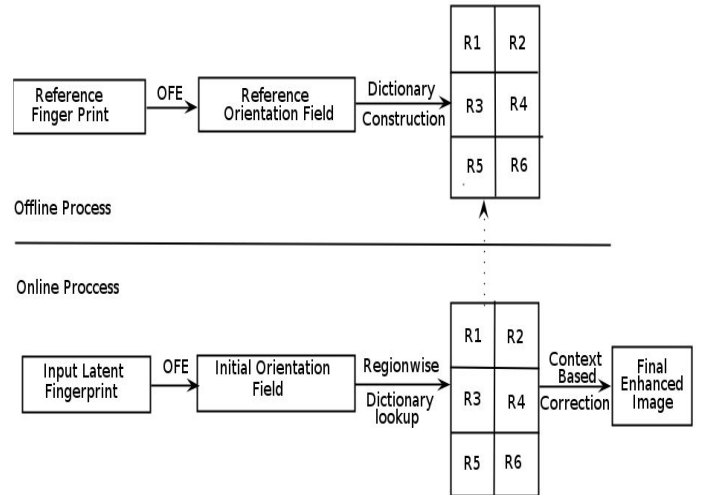 R1 R2
Reference
Finger Print
OFE
Reference
Orientation Field
Dictionary
Construction
R3 R4
R5 R6
Offline Process
Online Proccess
Input Latent
Fingerprint
OFE
Initial Orientation
Field
Regionwise
Dictionary
lookup
R1 R2
R3 R4
R5 R6
Context
Based
Correction
Final
Enhanced
Image